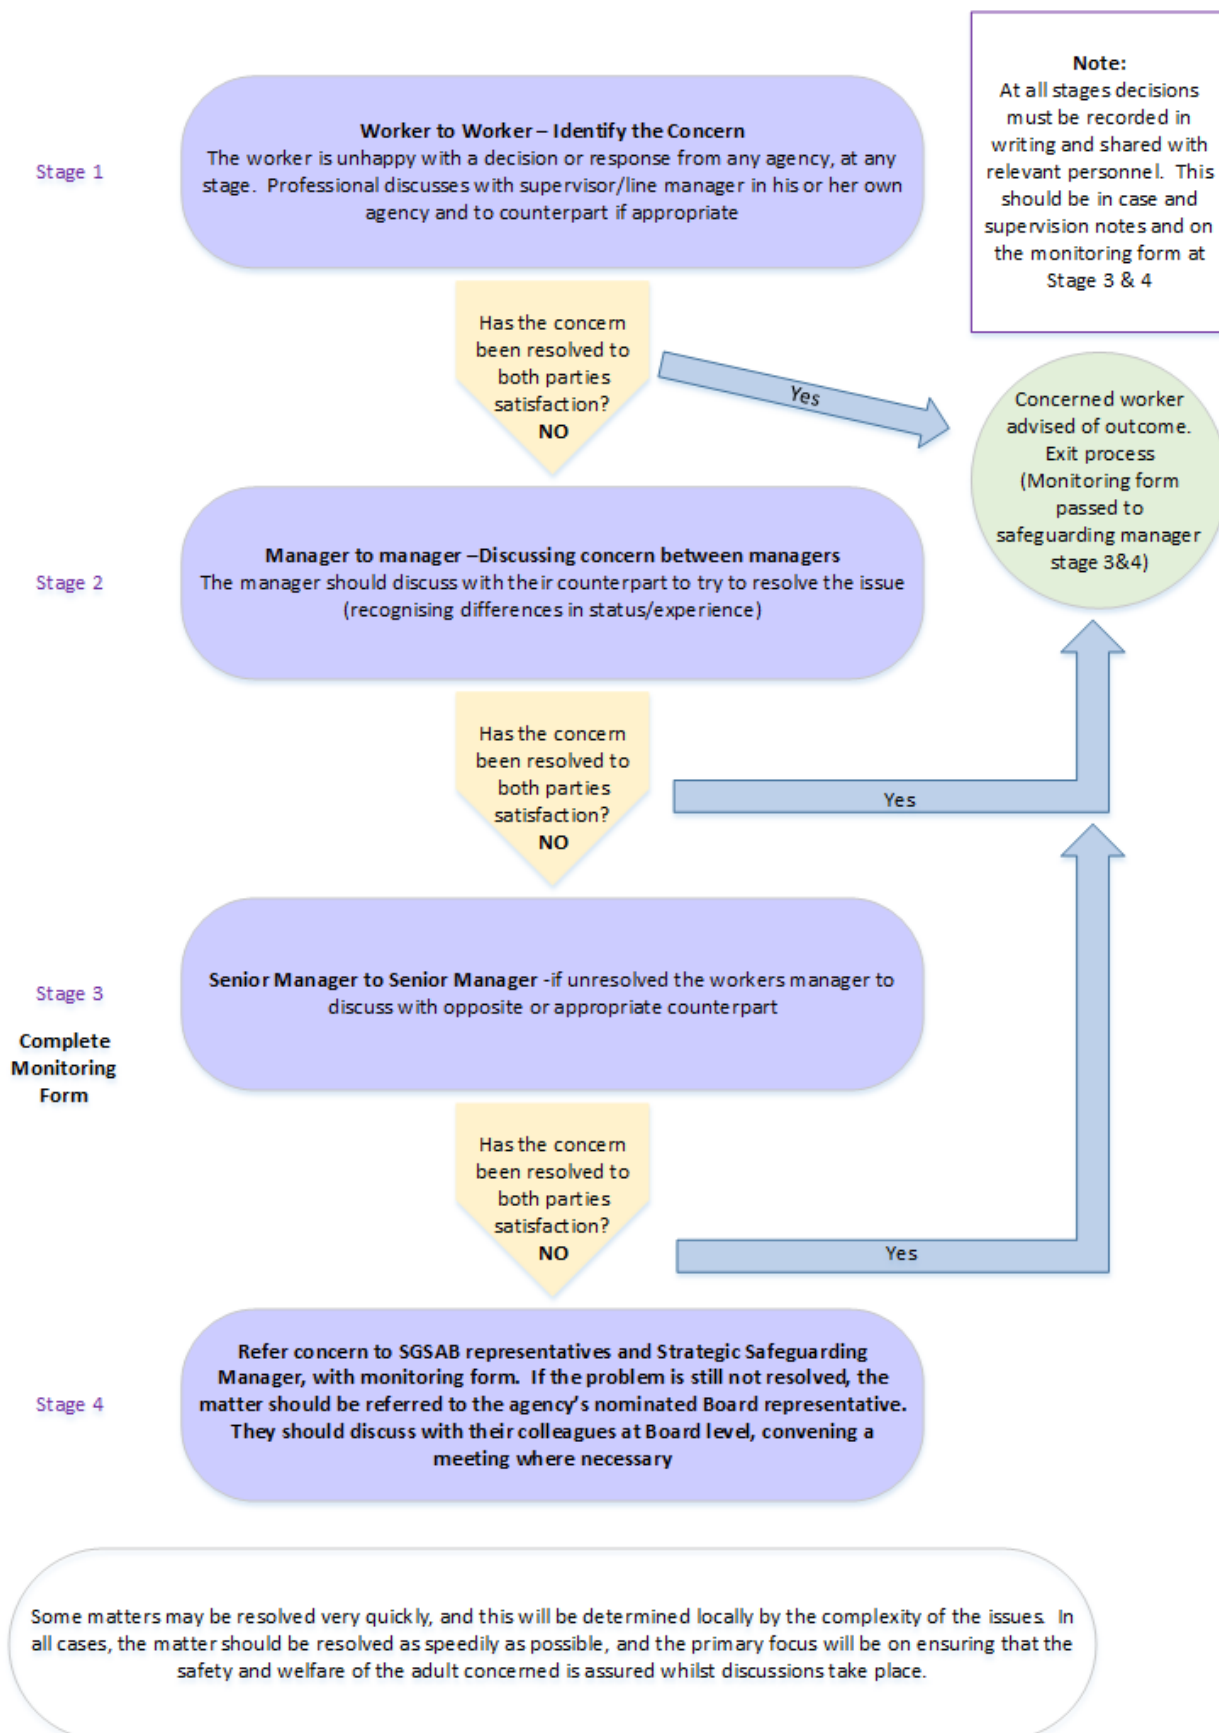 Note:
At all stages decisions
must be recorded in
writing and shared with
relevant personnel.  This
should be in case and
supervision notes and on
the monitoring form at
Stage 3 & 4
Stage 1
Worker to Worker – Identify the Concern
The worker is unhappy with a decision or response from any agency, at any
stage.  Professional discusses with supervisor/line manager in his or her own
agency and to counterpart if appropriate
Has the concern
been resolved to
both parties
satisfaction?
NO
Yes
Concerned worker
advised of outcome.
Exit process
(Monitoring form
passed to
safeguarding manager
stage 3&4)
Stage 2
Manager to manager –Discussing concern between managers
The manager should discuss with their counterpart to try to resolve the issue
(recognising differences in status/experience)
Has the concern
been resolved to
both parties
satisfaction?
NO
Yes
Stage 3
Complete
Monitoring
Form
Senior Manager to Senior Manager -if unresolved the workers manager to
discuss with opposite or appropriate counterpart
Has the concern
been resolved to
both parties
satisfaction?
NO
Yes
Stage 4
Refer concern to SGSAB representatives and Strategic Safeguarding
Manager, with monitoring form.  If the problem is still not resolved, the
matter should be referred to the agency's nominated Board representative.
They should discuss with their colleagues at Board level, convening a
meeting where necessary
Some matters may be resolved very quickly, and this will be determined locally by the complexity of the issues.  In
all cases, the matter should be resolved as speedily as possible, and the primary focus will be on ensuring that the
safety and welfare of the adult concerned is assured whilst discussions take place.